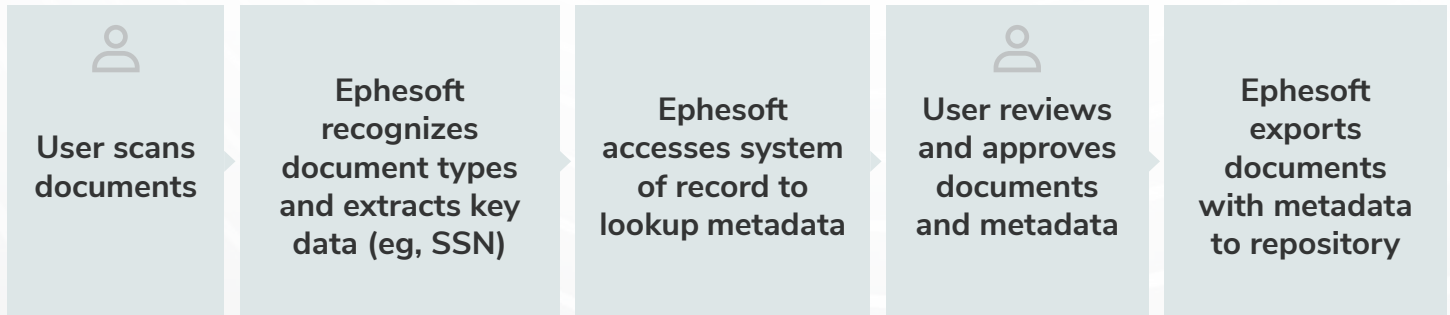 User scans
documents
Ephesoft
recognizes
document types
and extracts key
data (eg, SSN)
Ephesoft
accesses system
of record to
lookup metadata
User reviews
and approves
documents
and metadata
Ephesoft
exports
documents
with metadata
to repository